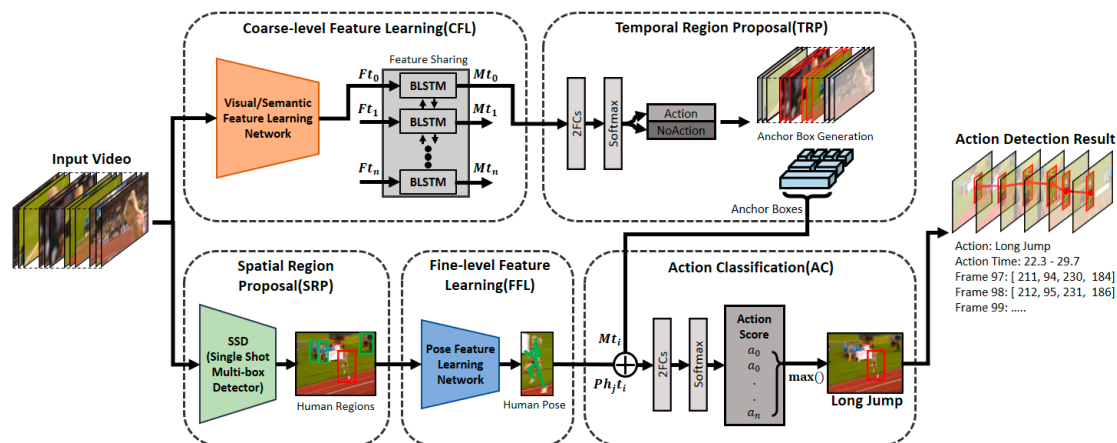 Coarse-level Feature Learning(CFL)
Temporal Region Proposal(TRP)
Feature Sharing
Visual/Semantic
Feature Learning
Network
Ft0
BLSTM
Mt0
Ft1
BLSTM
Mt1
Ftn
BLSTM
Mtn
2FCs
Softmax
Action
NoAction
Anchor Box Generation
Anchor Boxes
Input Video
Action Detection Result
Action: Long Jump
Action Time: 22.3 - 29.7
Frame 97: [ 211, 94, 230, 184]
Frame 98: [ 212, 95, 231, 186]
Frame 99: .....
Spatial Region
Proposal(SRP)
SSD
(Single Shot
Multi-box
Detector)
Human Regions
Fine-level Feature
Learning(FFL)
Pose Feature
Learning
Network
Human Pose
Action Classification(AC)
Mti
Phjti
2FCs
Softmax
Action
Score
a0
a0
.
.
an
max()
Long Jump